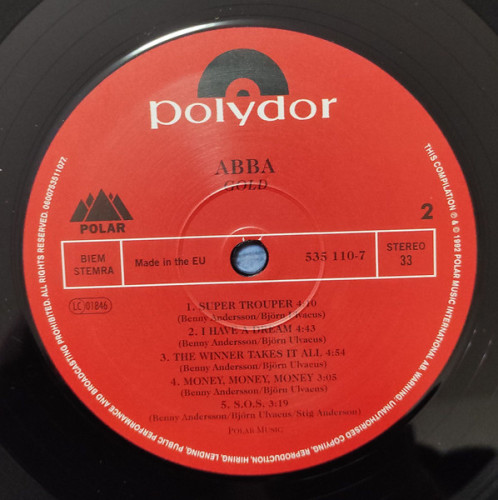 polydor
ABBA
GOLD
POLAR
2
BIEM
STEMRA
Made in the EU
535 110-7
STEREO
33
LC 01846
1. SUPER TROUPER 4:10
(Benny Andersson/Björn Ulvaeus)
2. I HAVE A DREAM 4:43
(Benny Andersson/Björn Ulvaeus)
3. THE WINNER TAKES IT ALL 4:54
(Benny Andersson/Björn Ulvaeus)
4. MONEY, MONEY, MONEY 3:05
(Benny Andersson/Björn Ulvaeus)
5. S.O.S. 3:19
(Benny Andersson/Björn Ulvaeus/Stig Anderson)
POLAR MUSIC
THIS COMPILATION ℗ & © 1992 POLAR MUSIC INTERNATIONAL AB. WARNING: UNAUTHORISED COPYING, REPRODUCTION, HIRING, LENDING, PUBLIC PERFORMANCE AND BROADCASTING PROHIBITED. ALL RIGHTS RESERVED. 0600753511077.